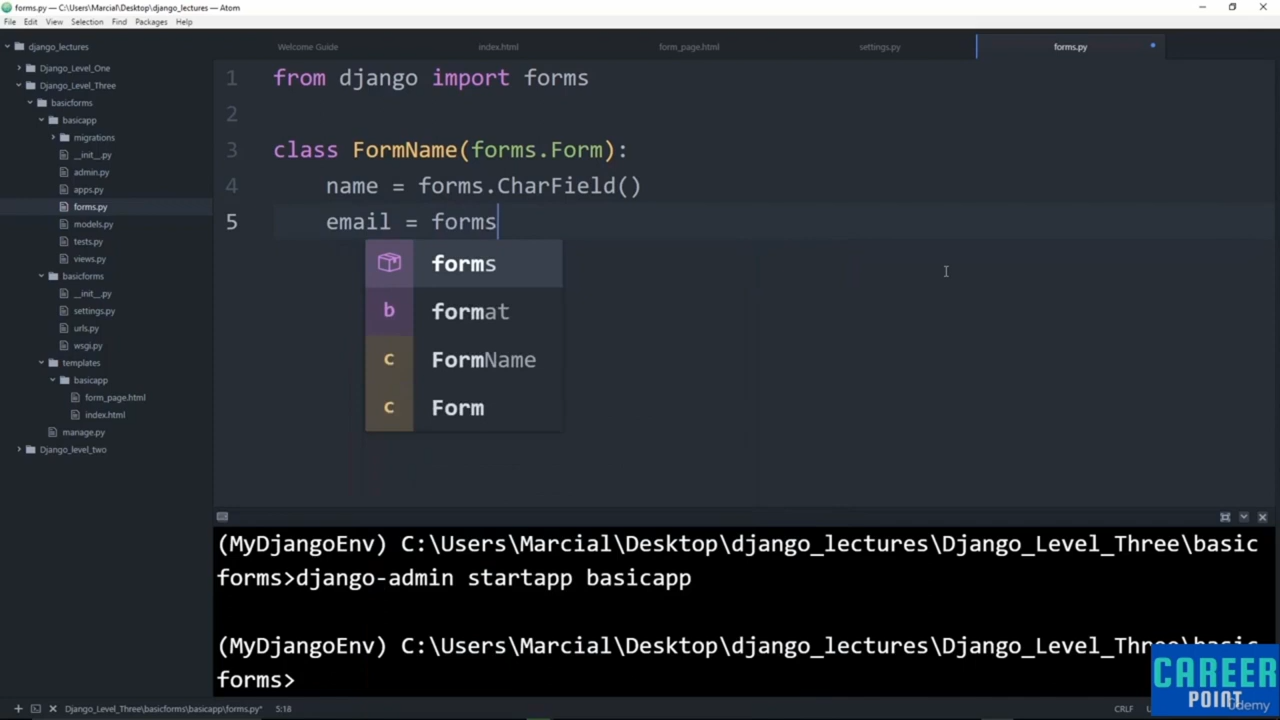 forms.py — C:\Users\Marcial\Desktop\django_lectures — Atom
File Edit View Selection Find Packages Help
django_lectures
Welcome Guide index.html form_page.html settings.py forms.py
Django_Level_One
Django_Level_Three
basicforms
basicapp
migrations
__init__.py
admin.py
apps.py
forms.py
models.py
tests.py
views.py
basicforms
__init__.py
settings.py
urls.py
wsgi.py
templates
basicapp
form_page.html
index.html
manage.py
Django_level_two
1 from django import forms
2
3 class FormName(forms.Form):
4 name = forms.CharField()
5 email = forms
forms
b format
c FormName
c Form
(MyDjangoEnv) C:\Users\Marcial\Desktop\django_lectures\Django_Level_Three\basic
forms>django-admin startapp basicapp
(MyDjangoEnv) C:\Users\Marcial\Desktop\django_lectures\Django_Level_Three\basic
forms>
CAREER
POINT
Udemy
Django_Level_Three\basicforms\basicapp\forms.py* 5:18 CRLF